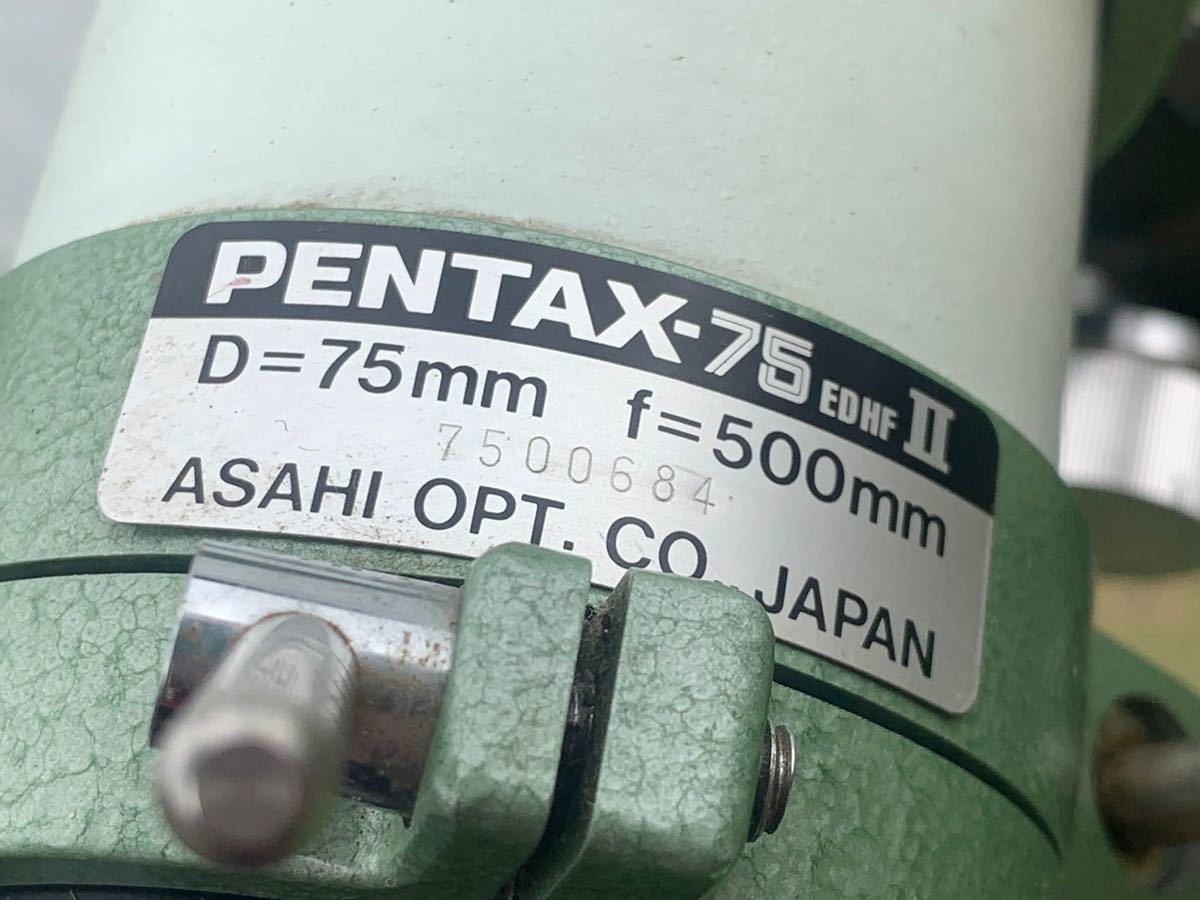 PENTAX-75 EDHF II
D=75mm f=500mm
7500684
ASAHI OPT. CO., JAPAN